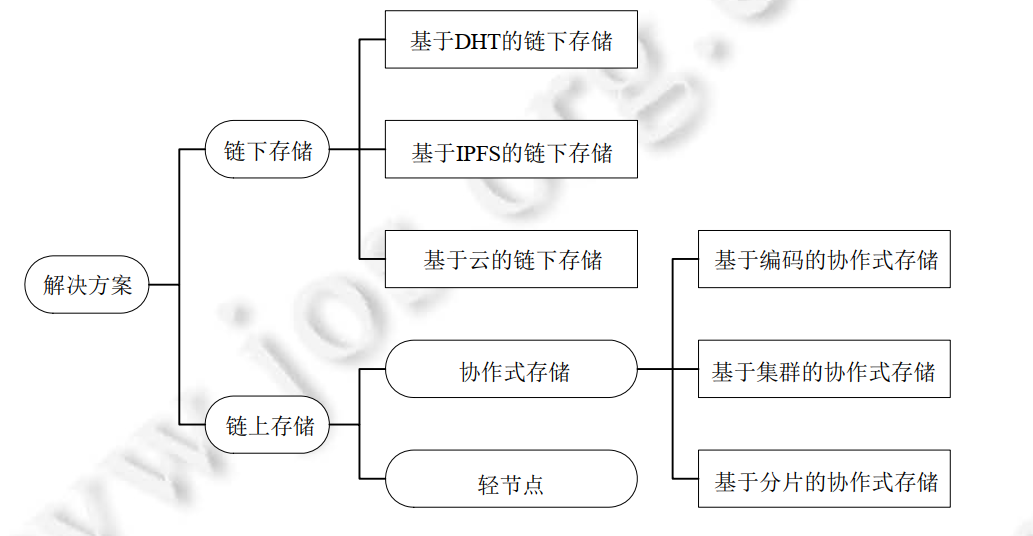 基于DHT的链下存储
链下存储
基于IPFS的链下存储
基于云的链下存储
基于编码的协作式存储
解决方案
协作式存储
基于集群的协作式存储
链上存储
轻节点
基于分片的协作式存储
www.jos.org.